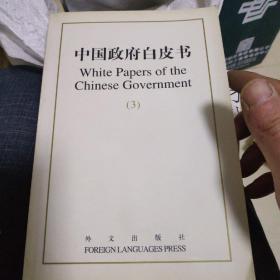 中国政府白皮书
White Papers of the
Chinese Government
(3)
外文出版社
FOREIGN LANGUAGES PRESS